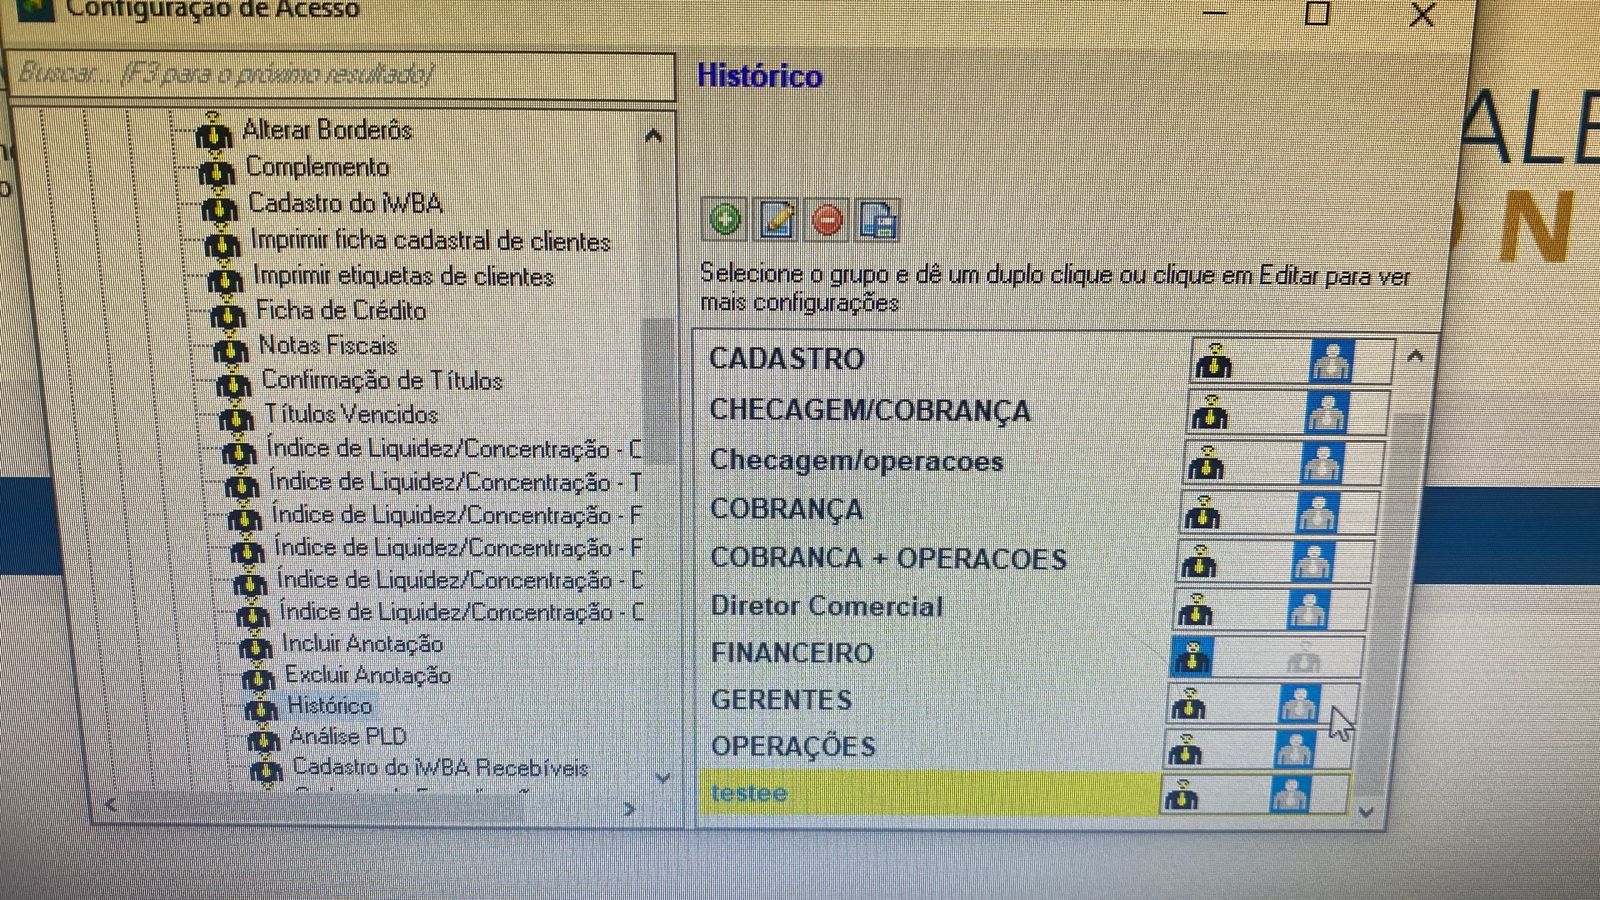 Configuração de Acesso
Buscar... (F3 para o próximo resultado)
Alterar Borderôs
Complemento
Cadastro do iWBA
Imprimir ficha cadastral de clientes
Imprimir etiquetas de clientes
Ficha de Crédito
Notas Fiscais
Confirmação de Títulos
Títulos Vencidos
Índice de Liquidez/Concentração - C
Índice de Liquidez/Concentração - T
Índice de Liquidez/Concentração - F
Índice de Liquidez/Concentração - F
Índice de Liquidez/Concentração - D
Índice de Liquidez/Concentração - C
Incluir Anotação
Excluir Anotação
Histórico
Análise PLD
Cadastro do iWBA Recebíveis
Histórico
Selecione o grupo e dê um duplo clique ou clique em Editar para ver
mais configurações
CADASTRO
CHECAGEM/COBRANÇA
Checagem/operacoes
COBRANÇA
COBRANCA + OPERACOES
Diretor Comercial
FINANCEIRO
GERENTES
OPERAÇÕES
testee
ALE
N